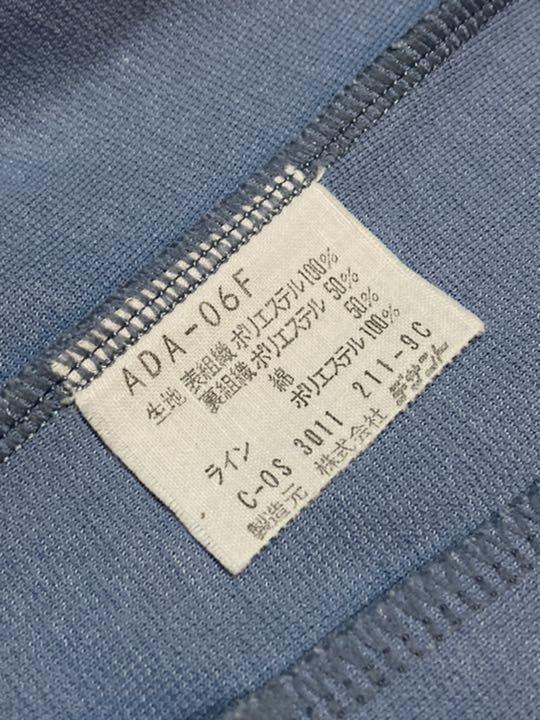 ADA-06F
生地 表組織 ポリエステル100%
裏組織 ポリエステル 50%
綿 50%
ライン ポリエステル100%
C-OS 3011 211-9C
製造元 株式会社